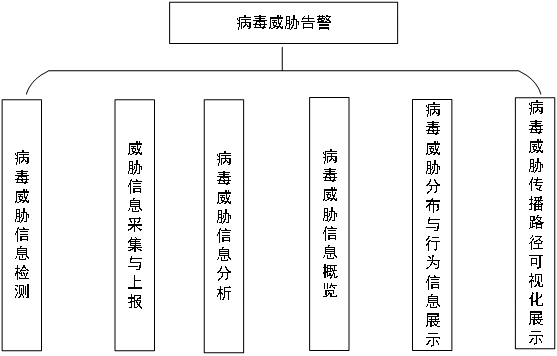 病毒威胁告警
病毒威胁信息检测
威胁信息采集与上报
病毒威胁信息分析
病毒威胁信息概览
病毒威胁分布与行为信息展示
病毒威胁传播路径可视化展示